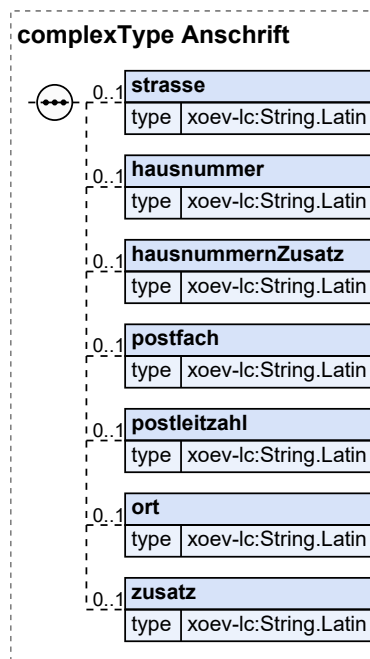 complexType Anschrift
0..1 strasse
type xoev-lc:String.Latin
0..1 hausnummer
type xoev-lc:String.Latin
0..1 hausnummernZusatz
type xoev-lc:String.Latin
0..1 postfach
type xoev-lc:String.Latin
0..1 postleitzahl
type xoev-lc:String.Latin
0..1 ort
type xoev-lc:String.Latin
0..1 zusatz
type xoev-lc:String.Latin